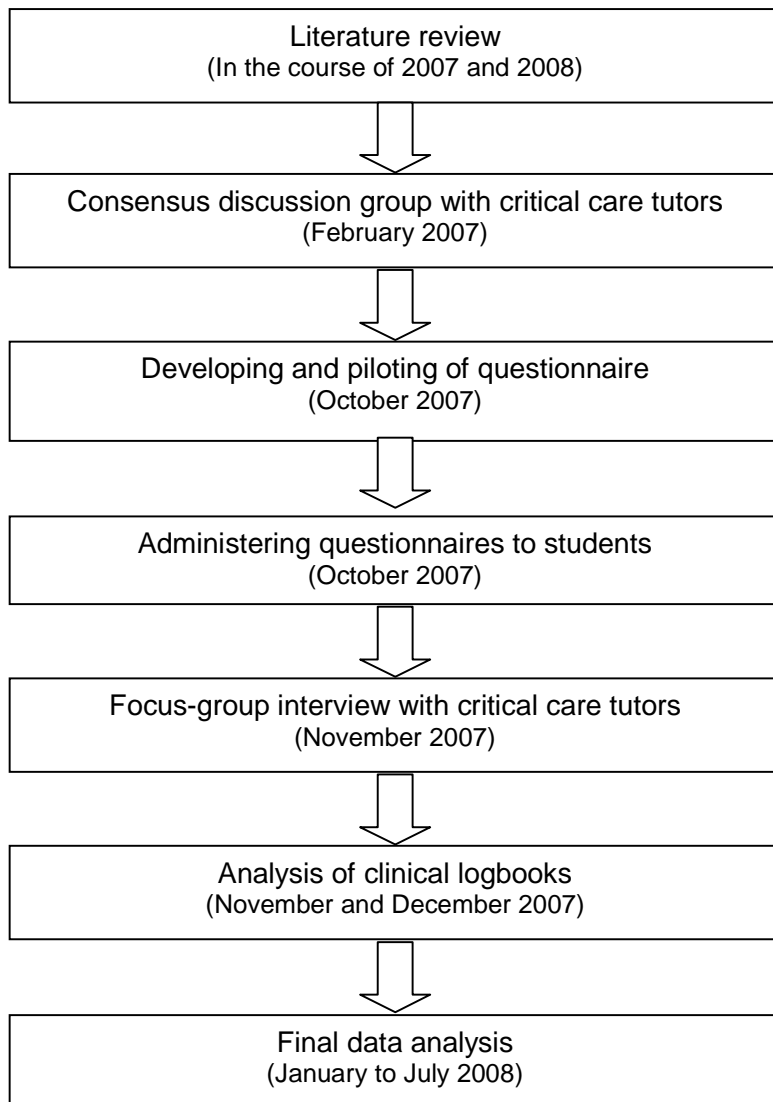 Literature review
(In the course of 2007 and 2008)
Consensus discussion group with critical care tutors
(February 2007)
Developing and piloting of questionnaire
(October 2007)
Administering questionnaires to students
(October 2007)
Focus-group interview with critical care tutors
(November 2007)
Analysis of clinical logbooks
(November and December 2007)
Final data analysis
(January to July 2008)